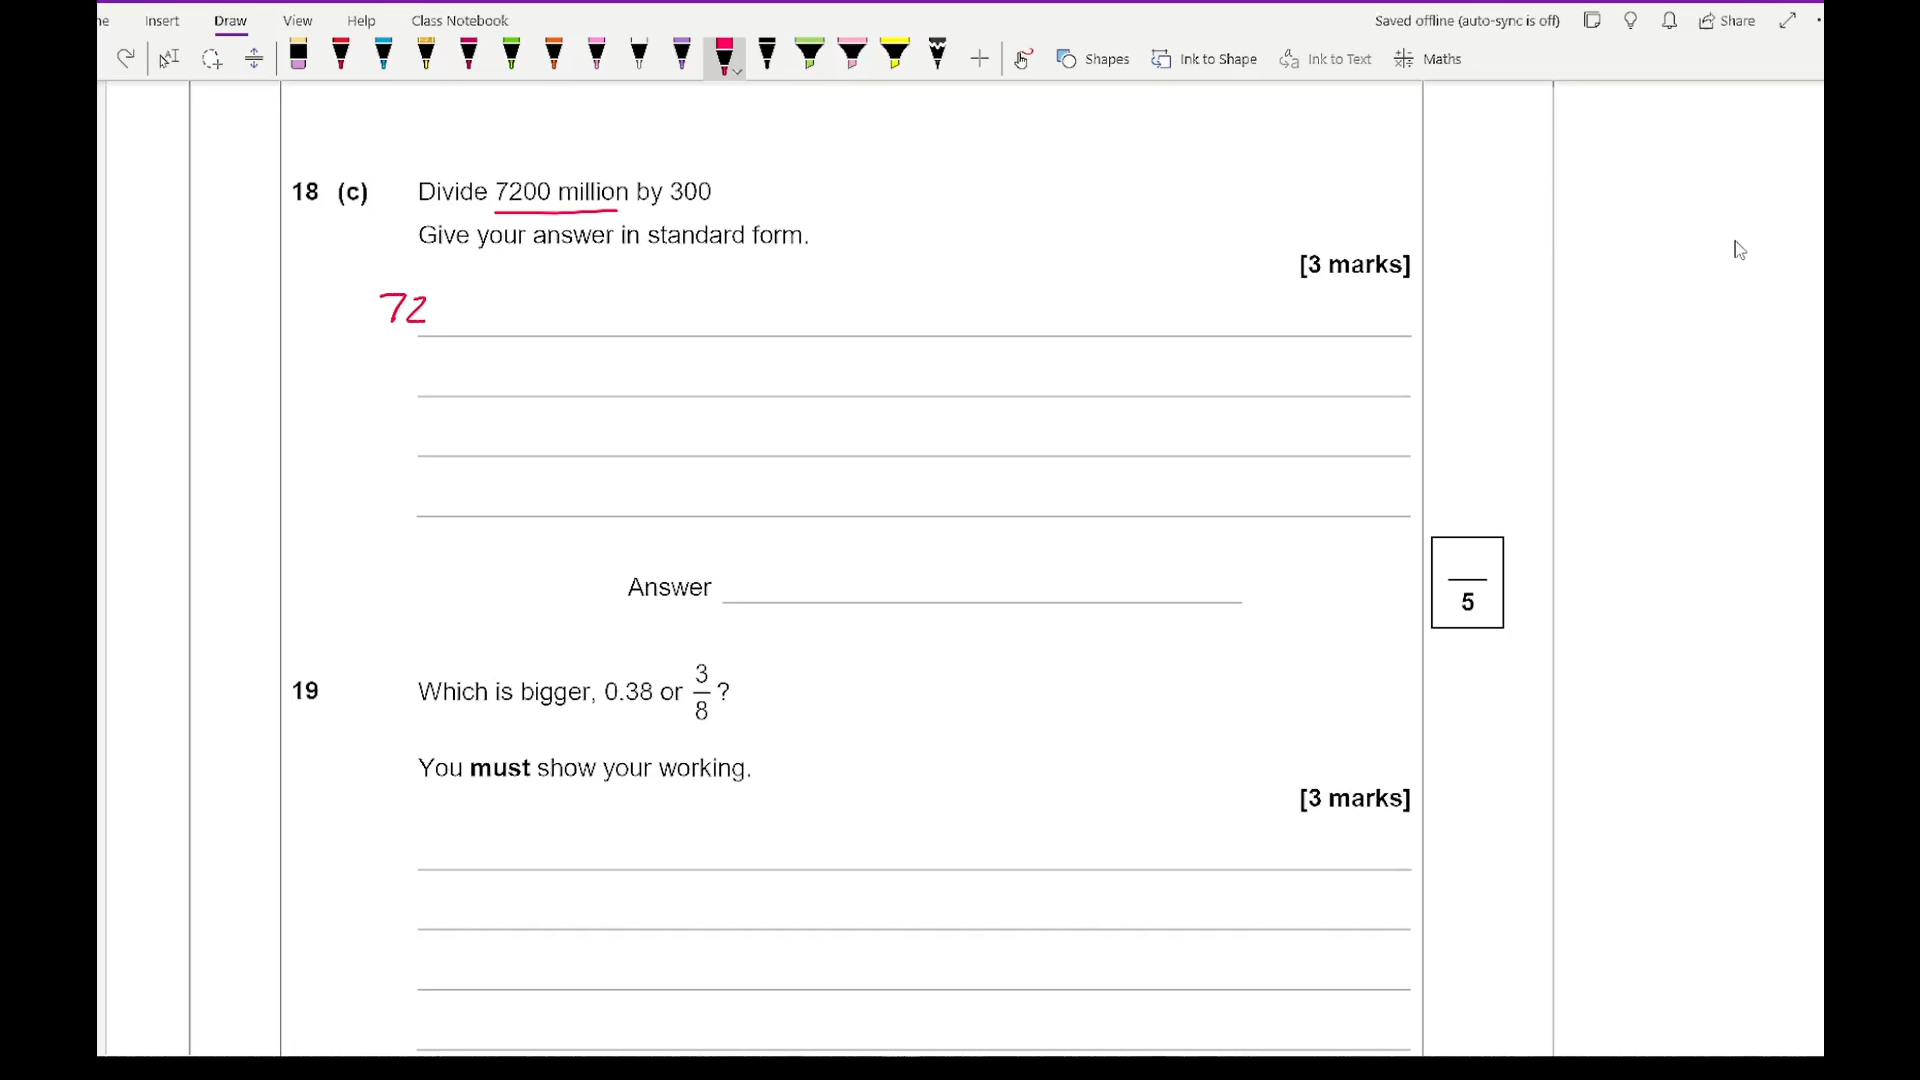 ne Insert Draw View Help Class Notebook Saved offline (auto-sync is off) Share
Shapes Ink to Shape Ink to Text Maths
18 (c) Divide 7200 million by 300
Give your answer in standard form.
[3 marks]
72
Answer
5
19 Which is bigger, 0.38 or 3/8 ?
You must show your working.
[3 marks]